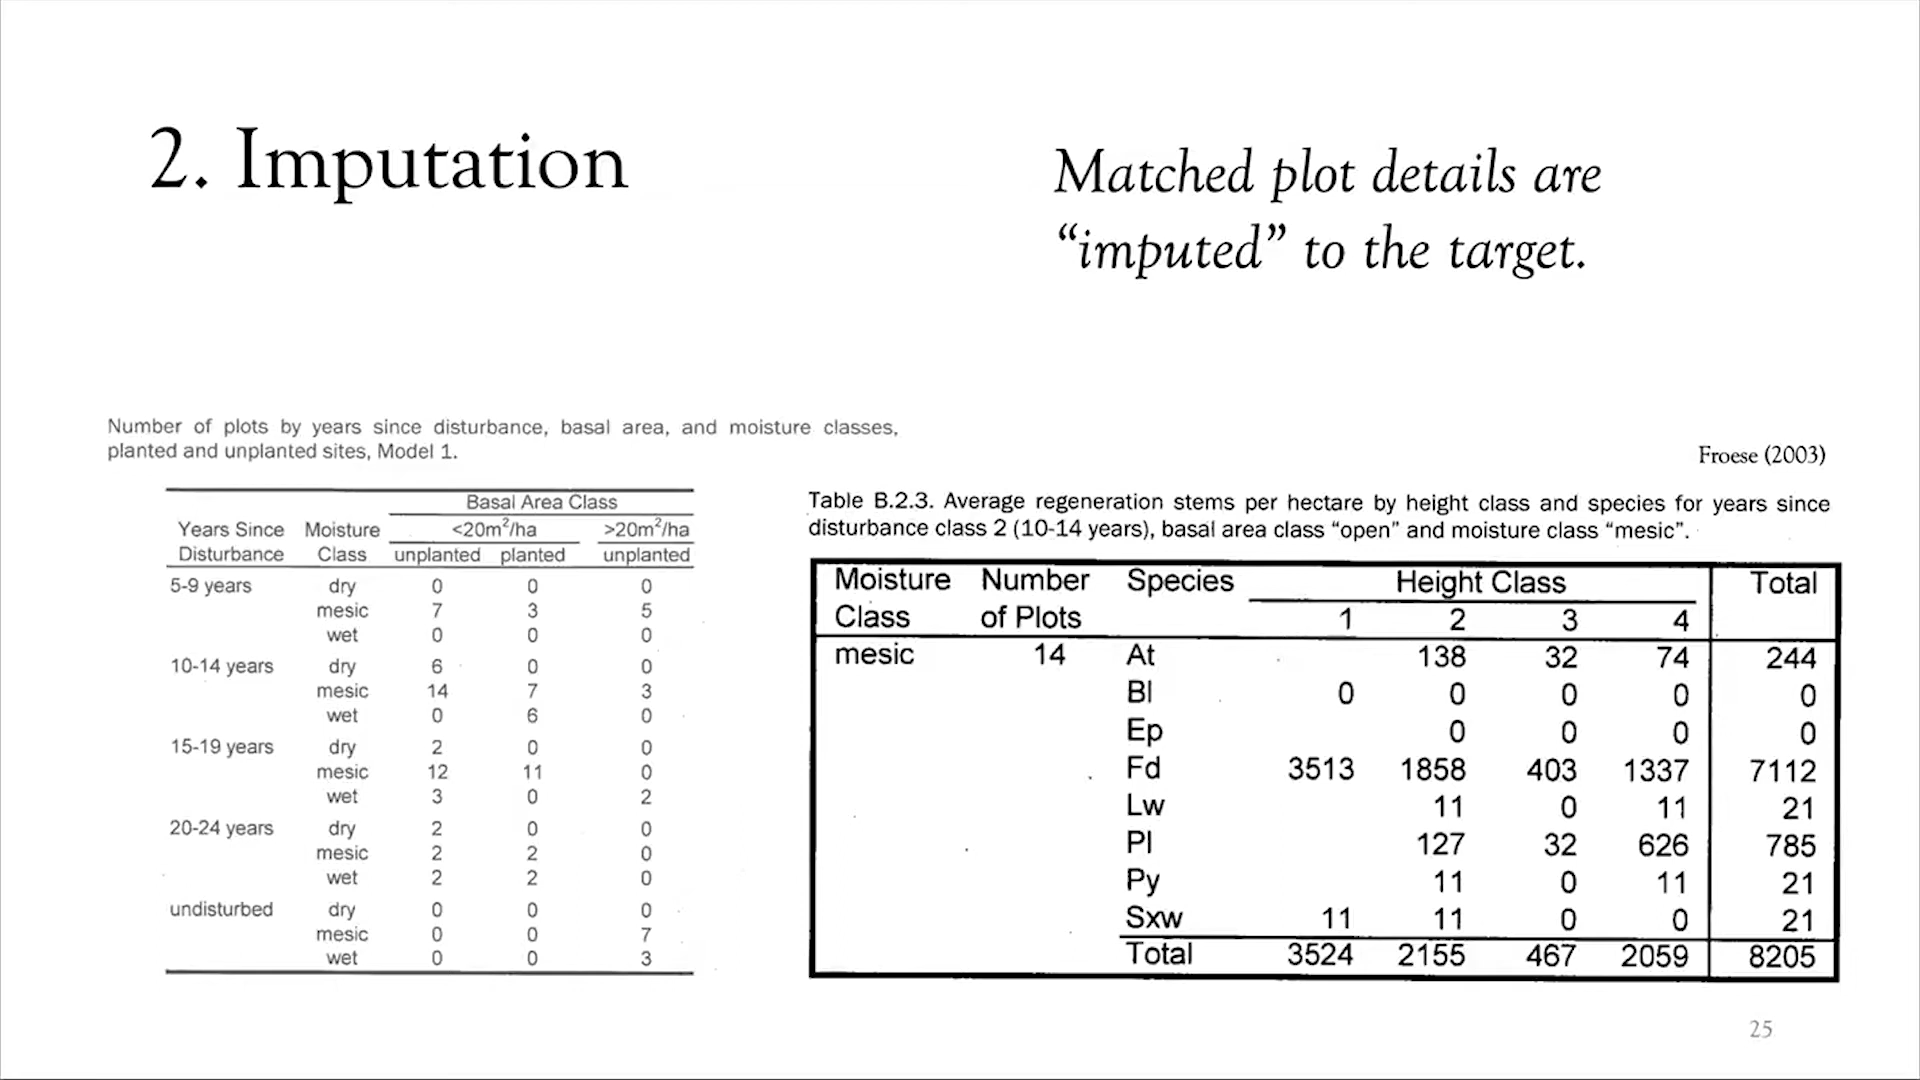 2. Imputation
Matched plot details are
“imputed” to the target.
Number of plots by years since disturbance, basal area, and moisture classes,
planted and unplanted sites, Model 1.
Basal Area Class
Years Since Moisture <20m²/ha >20m²/ha
Disturbance Class unplanted planted unplanted
5-9 years dry 0 0 0
mesic 7 3 5
wet 0 0 0
10-14 years dry 6 0 0
mesic 14 7 3
wet 0 6 0
15-19 years dry 2 0 0
mesic 12 11 0
wet 3 0 2
20-24 years dry 2 0 0
mesic 2 2 0
wet 2 2 0
undisturbed dry 0 0 0
mesic 0 0 7
wet 0 0 3
Froese (2003)
Table B.2.3. Average regeneration stems per hectare by height class and species for years since
disturbance class 2 (10-14 years), basal area class “open” and moisture class “mesic”.
Moisture Number Species Height Class Total
Class of Plots 1 2 3 4
mesic 14 At 138 32 74 244
Bl 0 0 0 0 0
Ep 0 0 0 0
Fd 3513 1858 403 1337 7112
Lw 11 0 11 21
Pl 127 32 626 785
Py 11 0 11 21
Sxw 11 11 0 0 21
Total 3524 2155 467 2059 8205
25